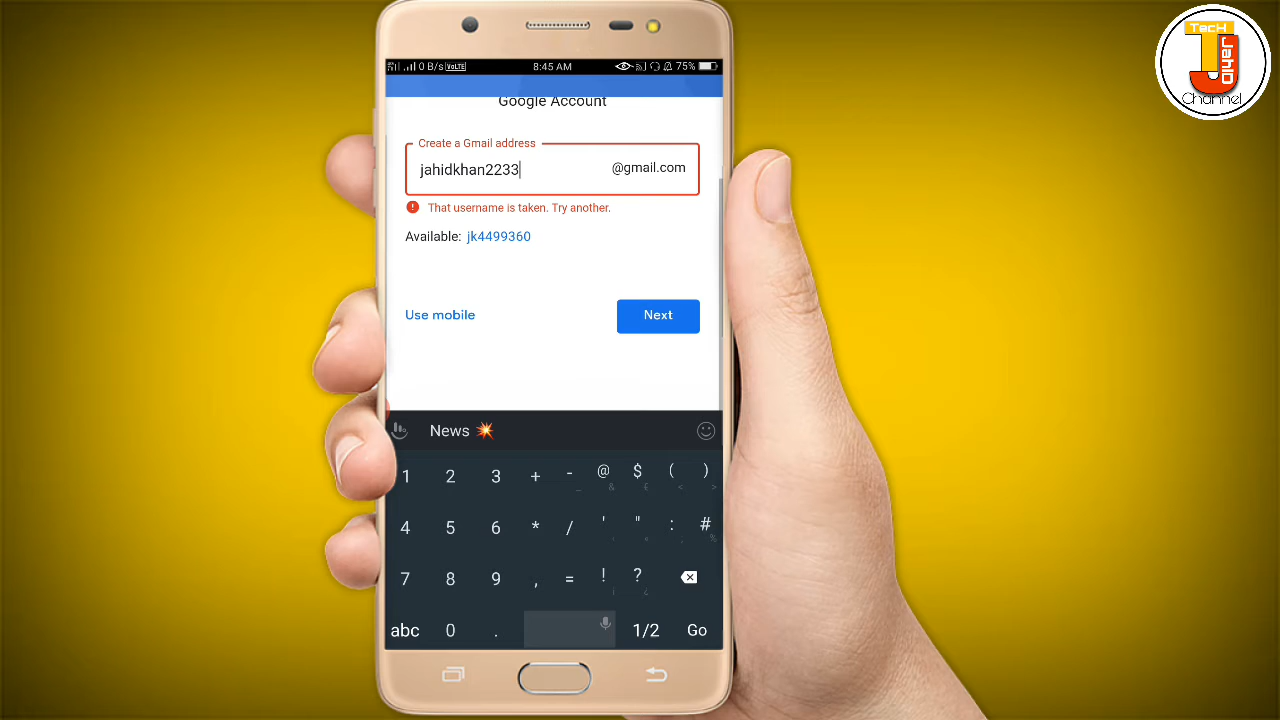 TacH
JahID
Channel
0 B/s VoLTE 8:45 AM 75%
Google Account
Create a Gmail address
jahidkhan2233 @gmail.com
That username is taken. Try another.
Available: jk4499360
Use mobile Next
News
1 2 3 + - @ $ ( )
4 5 6 * / ' " : #
7 8 9 , = ! ?
abc 0 . 1/2 Go